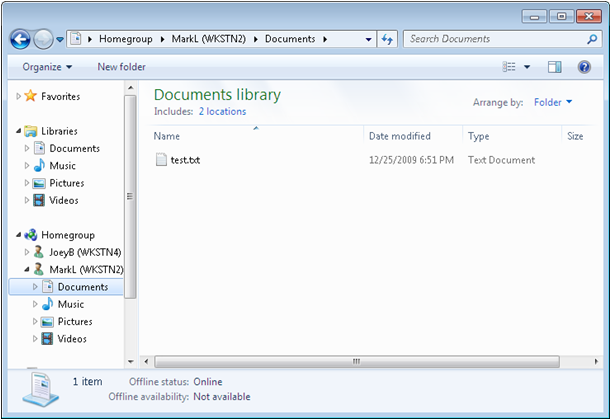 Homegroup MarkL (WKSTN2) Documents Search Documents
Organize New folder
Favorites
Libraries
Documents
Music
Pictures
Videos
Homegroup
JoeyB (WKSTN4)
MarkL (WKSTN2)
Documents
Music
Pictures
Videos
Documents library
Includes: 2 locations
Arrange by: Folder
Name Date modified Type Size
test.txt 12/25/2009 6:51 PM Text Document
1 item Offline status: Online
Offline availability: Not available